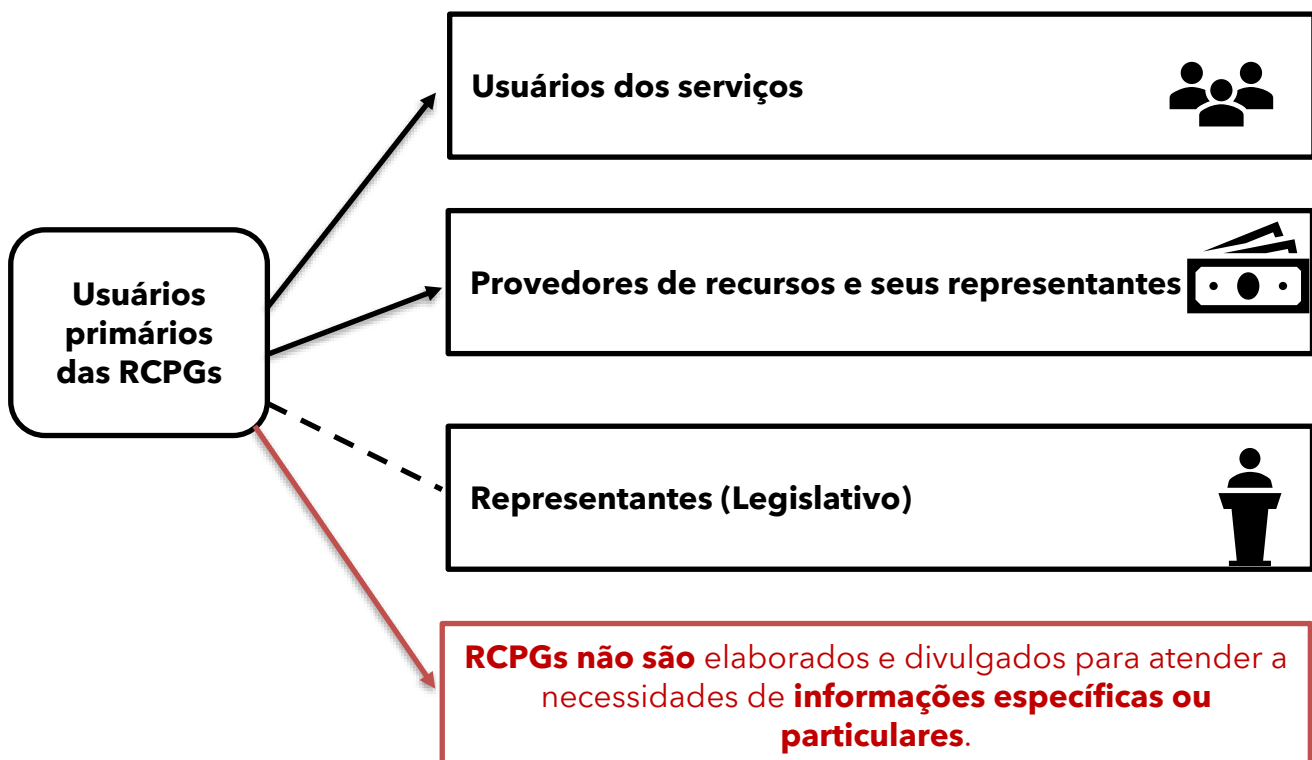 Usuários dos serviços
Provedores de recursos e seus representantes
Usuários
primários
das RCPGs
Representantes (Legislativo)
RCPGs não são elaborados e divulgados para atender a
necessidades de informações específicas ou
particulares.